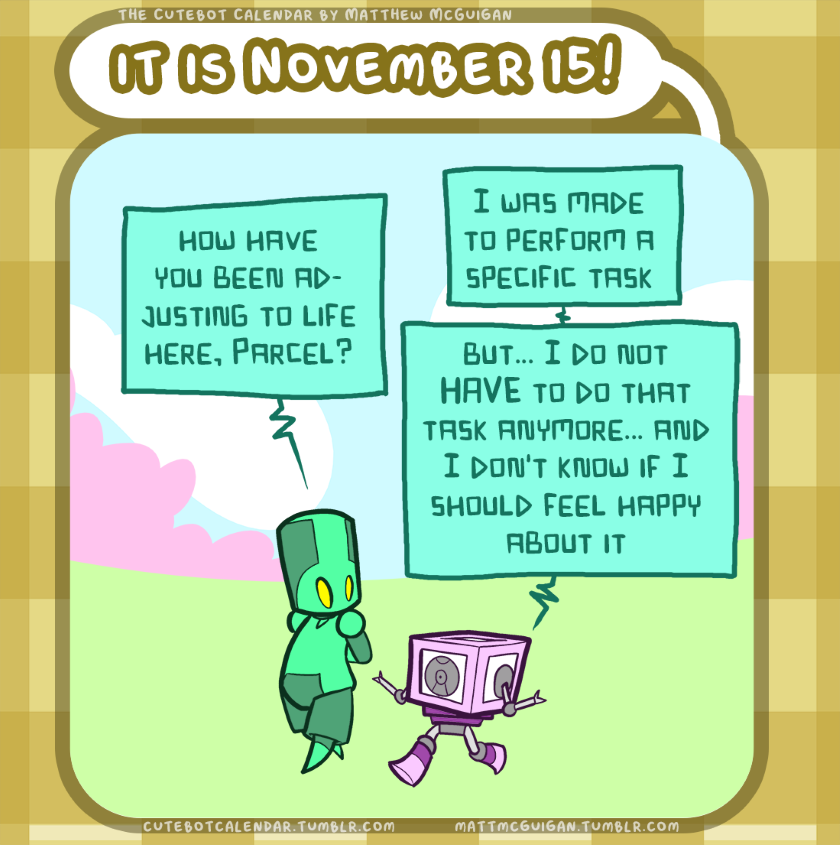 THE CUTEBOT CALENDAR BY MATTHEW MCGUIGAN
IT IS NOVEMBER 15!
HOW HAVE
YOU BEEN AD-
JUSTING TO LIFE
HERE, PARCEL?
I WAS MADE
TO PERFORM A
SPECIFIC TASK
BUT... I DO NOT
HAVE TO DO THAT
TASK ANYMORE... AND
I DON'T KNOW IF I
SHOULD FEEL HAPPY
ABOUT IT
CUTEBOTCALENDAR.TUMBLR.COM
MATTMCGUIGAN.TUMBLR.COM